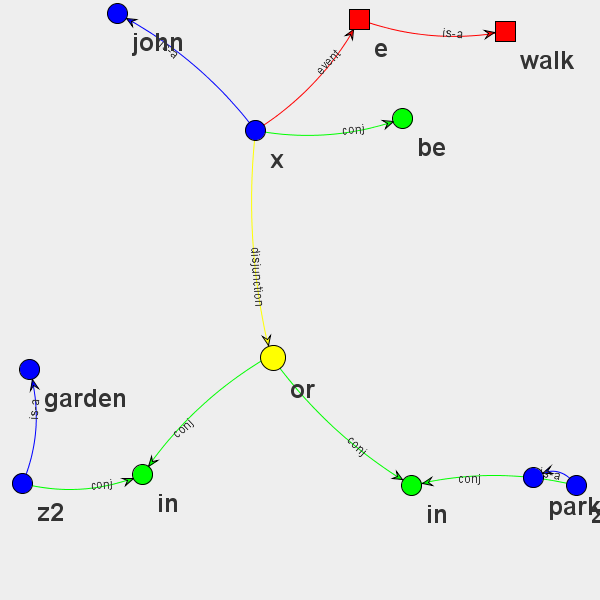 john
e
is-a
walk
is-a
event
x
conj
be
disjunction
or
garden
is-a
conj
conj
z2
conj
in
in
conj
is-a
park
z